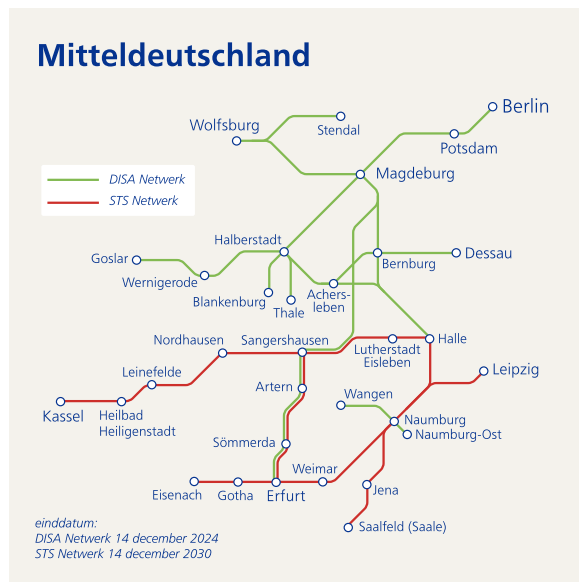 Mitteldeutschland
Berlin
Wolfsburg
Stendal
Potsdam
Magdeburg
DISA Netwerk
STS Netwerk
Halberstadt
Goslar
Dessau
Bernburg
Wernigerode
Blankenburg
Thale
Achers-
leben
Nordhausen
Sangershausen
Halle
Lutherstadt
Eisleben
Leinefelde
Leipzig
Artern
Wangen
Kassel
Heilbad
Heiligenstadt
Naumburg
Naumburg-Ost
Sömmerda
Weimar
Eisenach
Gotha
Erfurt
Jena
Saalfeld (Saale)
einddatum:
DISA Netwerk 14 december 2024
STS Netwerk 14 december 2030